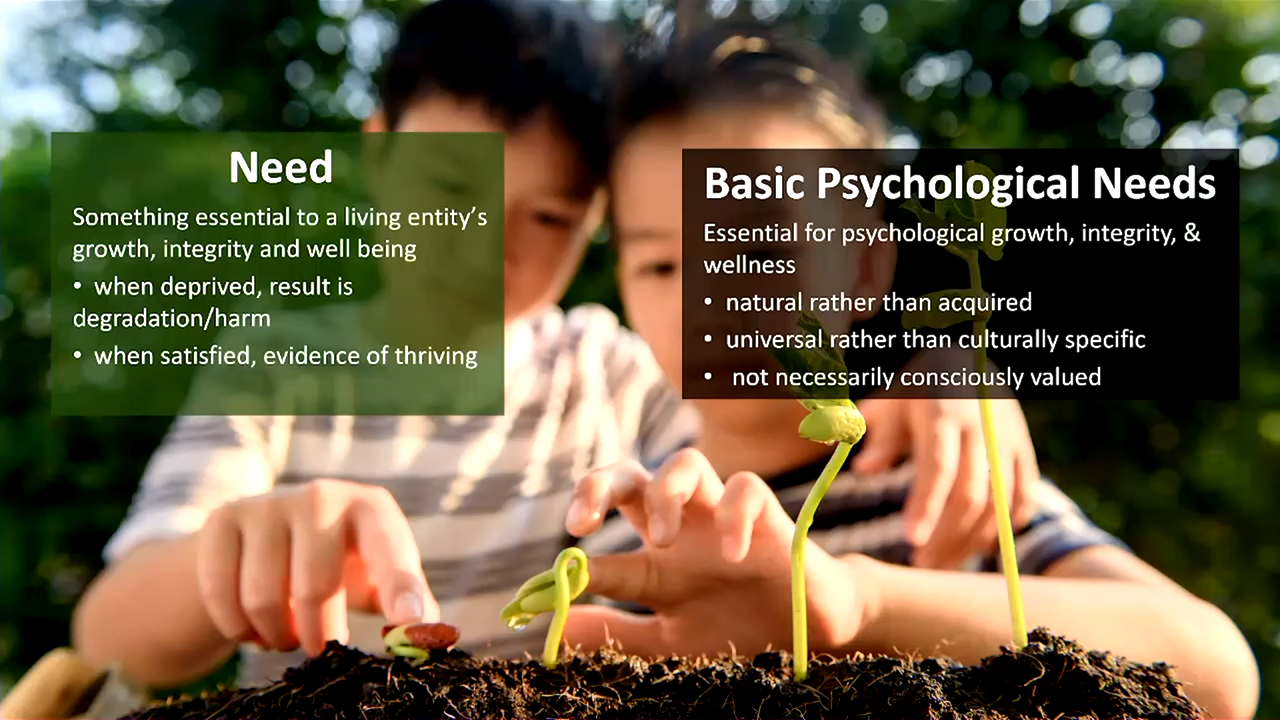 Need
Something essential to a living entity’s
growth, integrity and well being
• when deprived, result is
degradation/harm
• when satisfied, evidence of thriving
Basic Psychological Needs
Essential for psychological growth, integrity, &
wellness
• natural rather than acquired
• universal rather than culturally specific
• not necessarily consciously valued